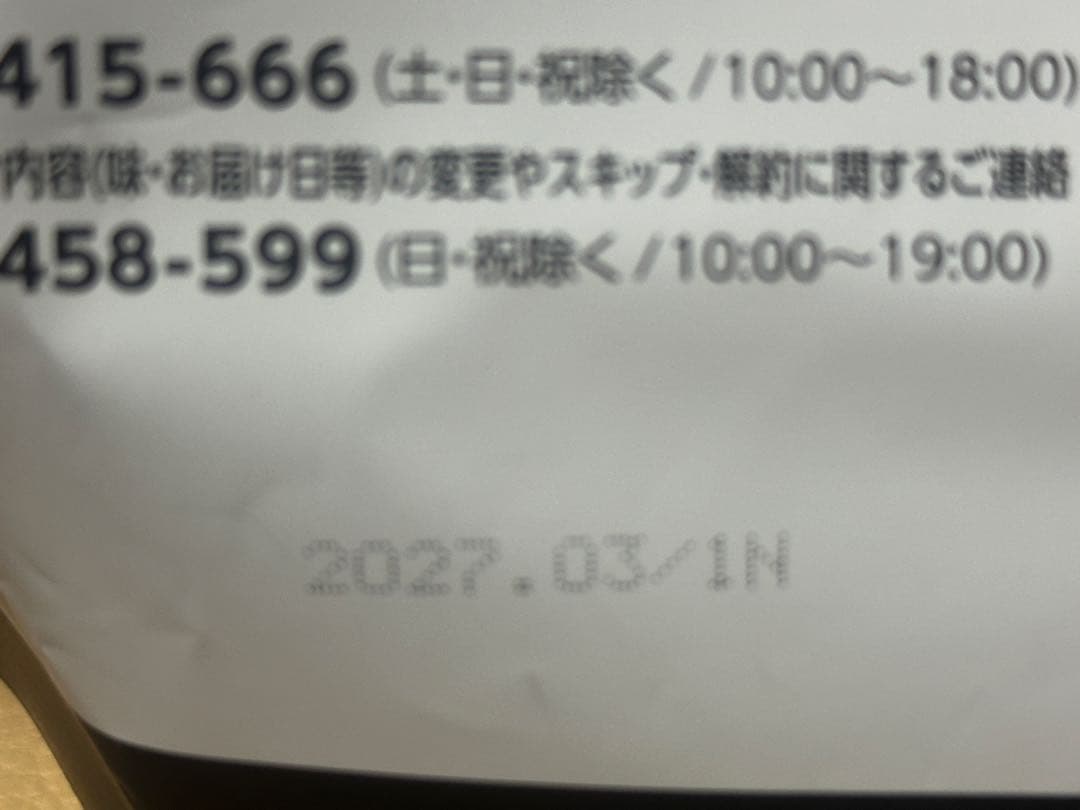 415-666 (土・日・祝除く/10:00〜18:00)
内容(味・お届け日等)の変更やスキップ・解約に関するご連絡
458-599 (日・祝除く/10:00〜19:00)
2027.03/1N